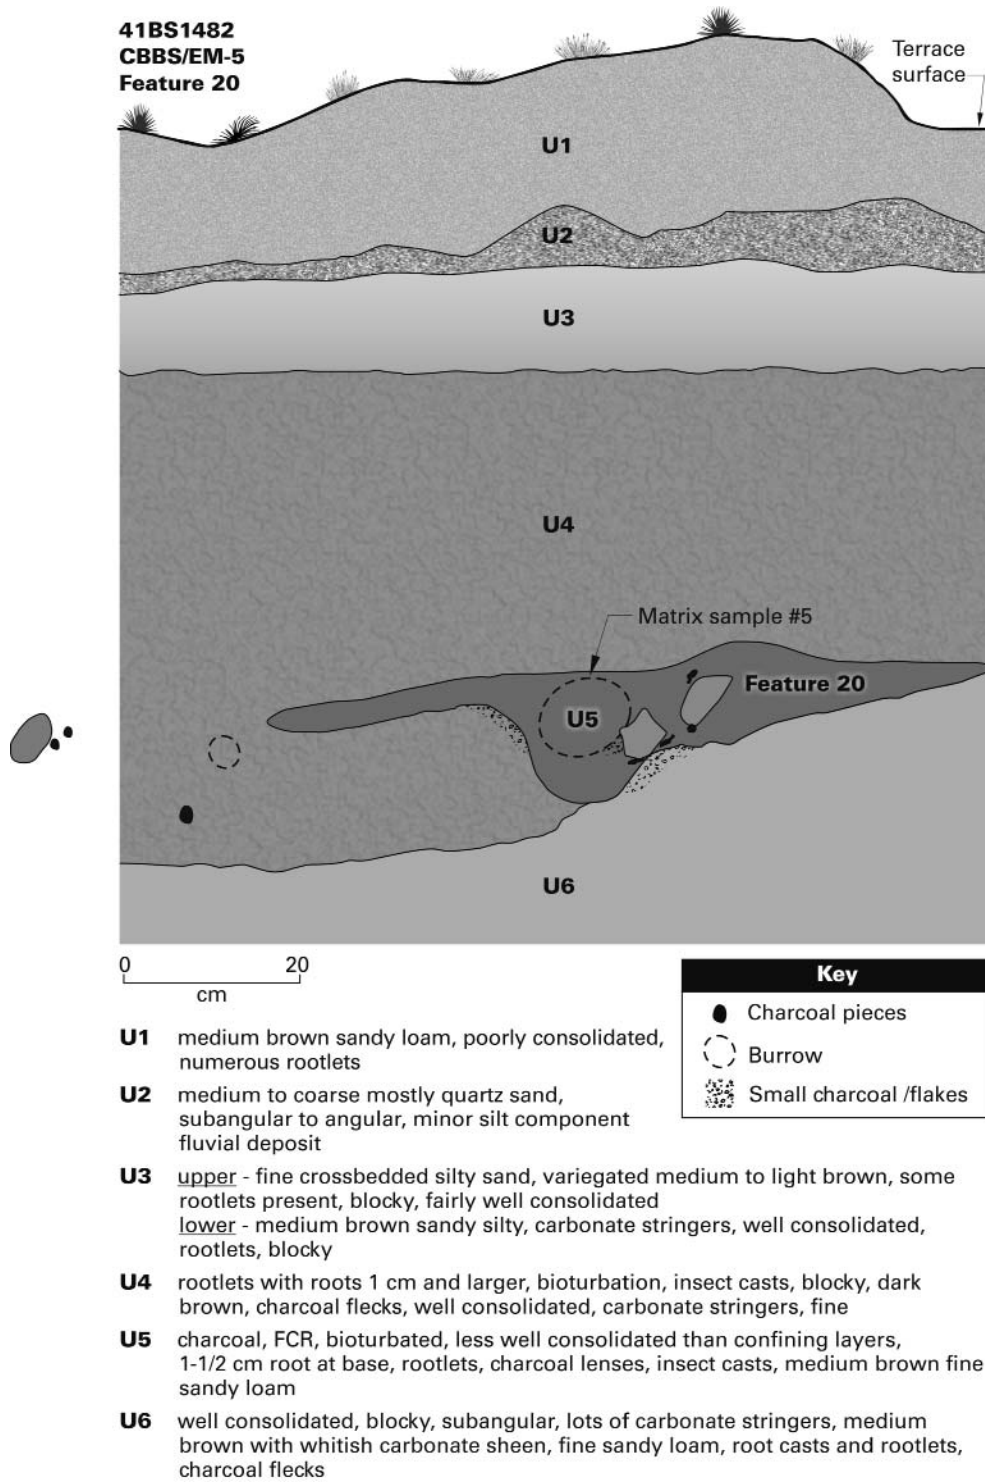 41BS1482
CBBS/EM-5
Feature 20
Terrace
surface
U1
U2
U3
U4
Matrix sample #5
Feature 20
U5
U6
0 20
cm
Key
Charcoal pieces
Burrow
Small charcoal /flakes
U1 medium brown sandy loam, poorly consolidated,
numerous rootlets
U2 medium to coarse mostly quartz sand,
subangular to angular, minor silt component
fluvial deposit
U3 upper - fine crossbedded silty sand, variegated medium to light brown, some
rootlets present, blocky, fairly well consolidated
lower - medium brown sandy silty, carbonate stringers, well consolidated,
rootlets, blocky
U4 rootlets with roots 1 cm and larger, bioturbation, insect casts, blocky, dark
brown, charcoal flecks, well consolidated, carbonate stringers, fine
U5 charcoal, FCR, bioturbated, less well consolidated than confining layers,
1-1/2 cm root at base, rootlets, charcoal lenses, insect casts, medium brown fine
sandy loam
U6 well consolidated, blocky, subangular, lots of carbonate stringers, medium
brown with whitish carbonate sheen, fine sandy loam, root casts and rootlets,
charcoal flecks